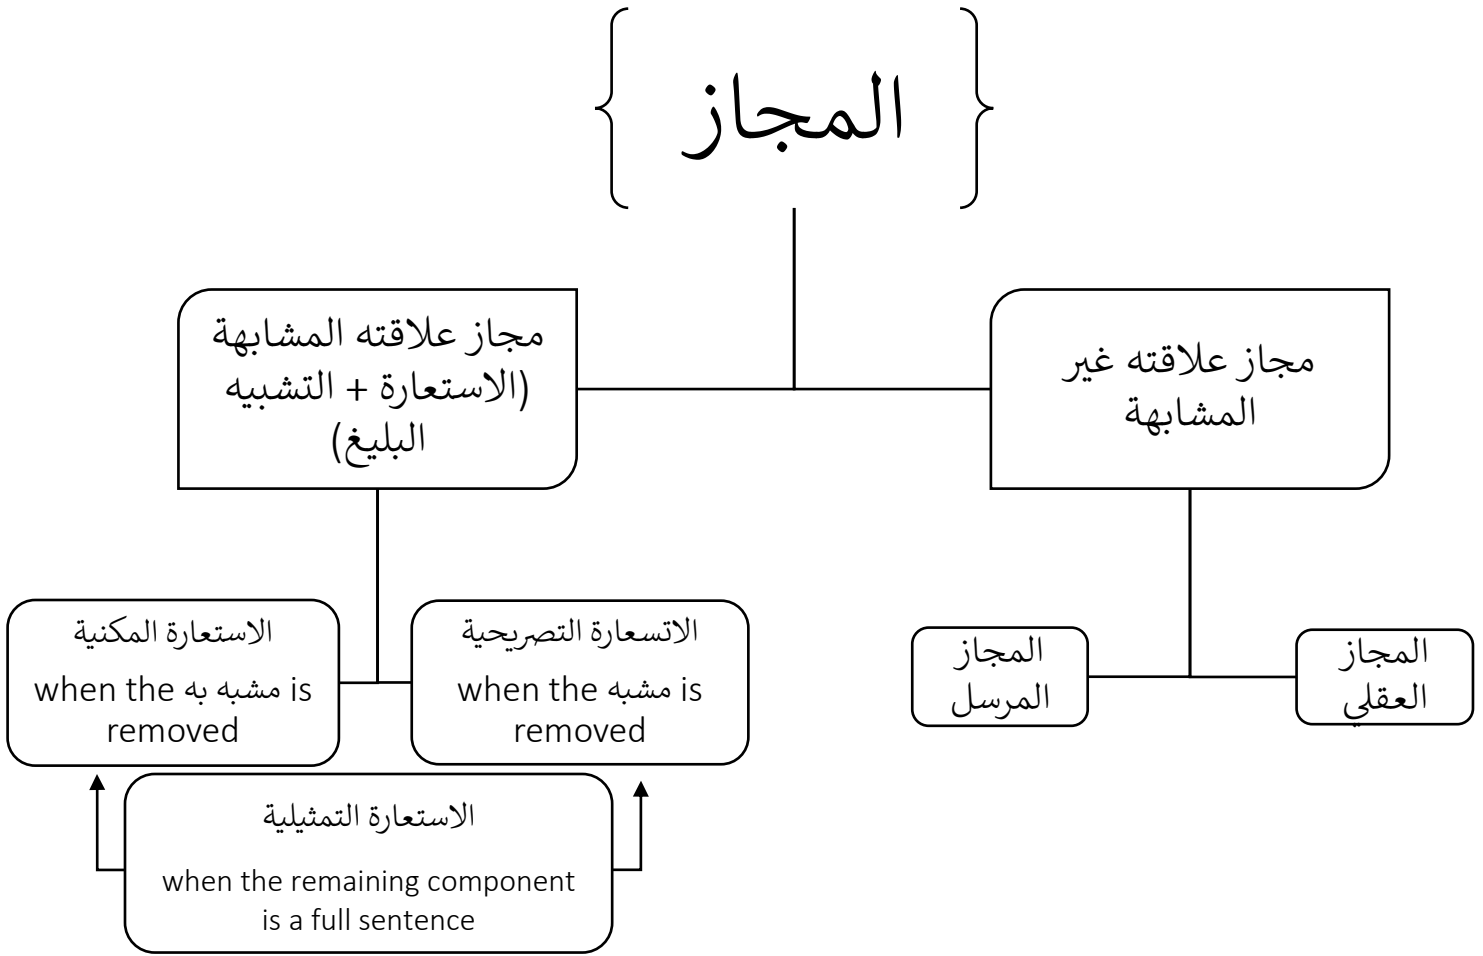 المجاز
مجاز علاقته غير
المشابهة
مجاز علاقته المشابهة
(الاستعارة + التشبيه
البليغ)
المجاز
العقلي
المجاز
المرسل
الاتسعارة التصريحية
when the مشبه is
removed
الاستعارة المكنية
when the مشبه به is
removed
الاستعارة التمثيلية
when the remaining component
is a full sentence